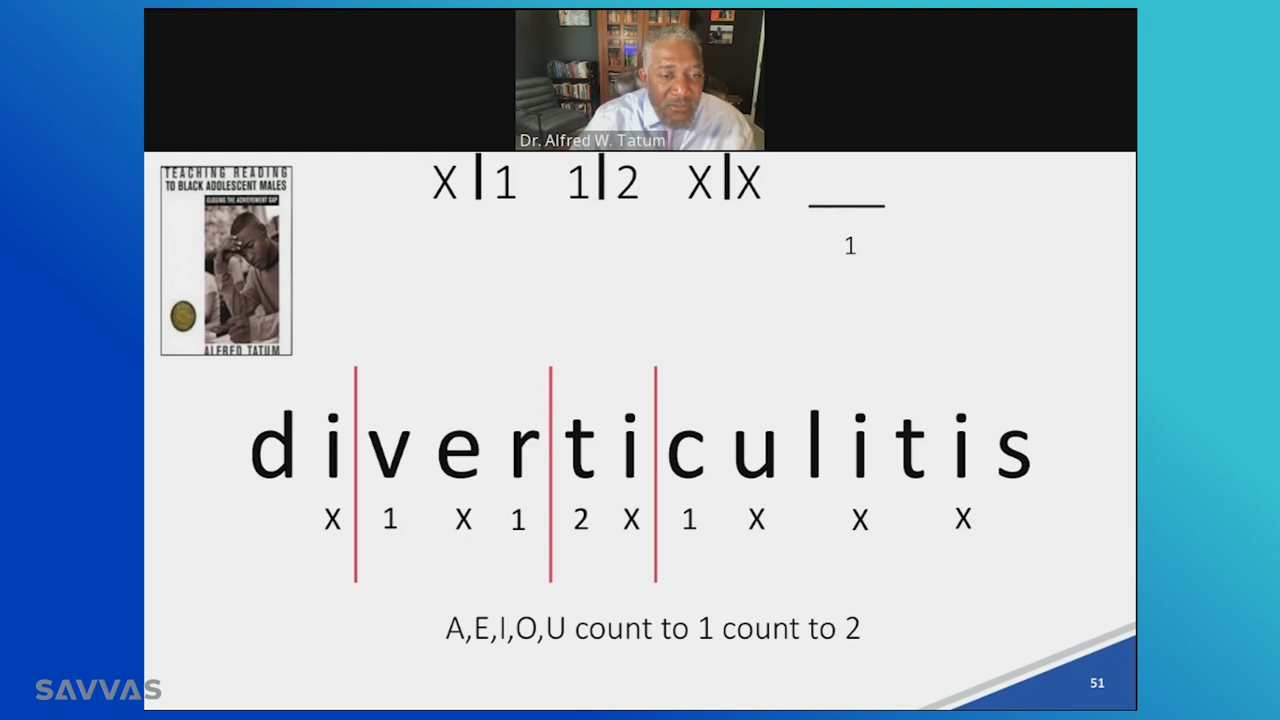 Dr. Alfred W. Tatum
TEACHING READING
TO BLACK ADOLESCENT MALES
CLOSING THE ACHIEVEMENT GAP
ALFRED TATUM
X|1 1|2 X|X ___
1
diverticulitis
X 1 X 1 2 X 1 X X X
A,E,I,O,U count to 1 count to 2
51
SAVVAS